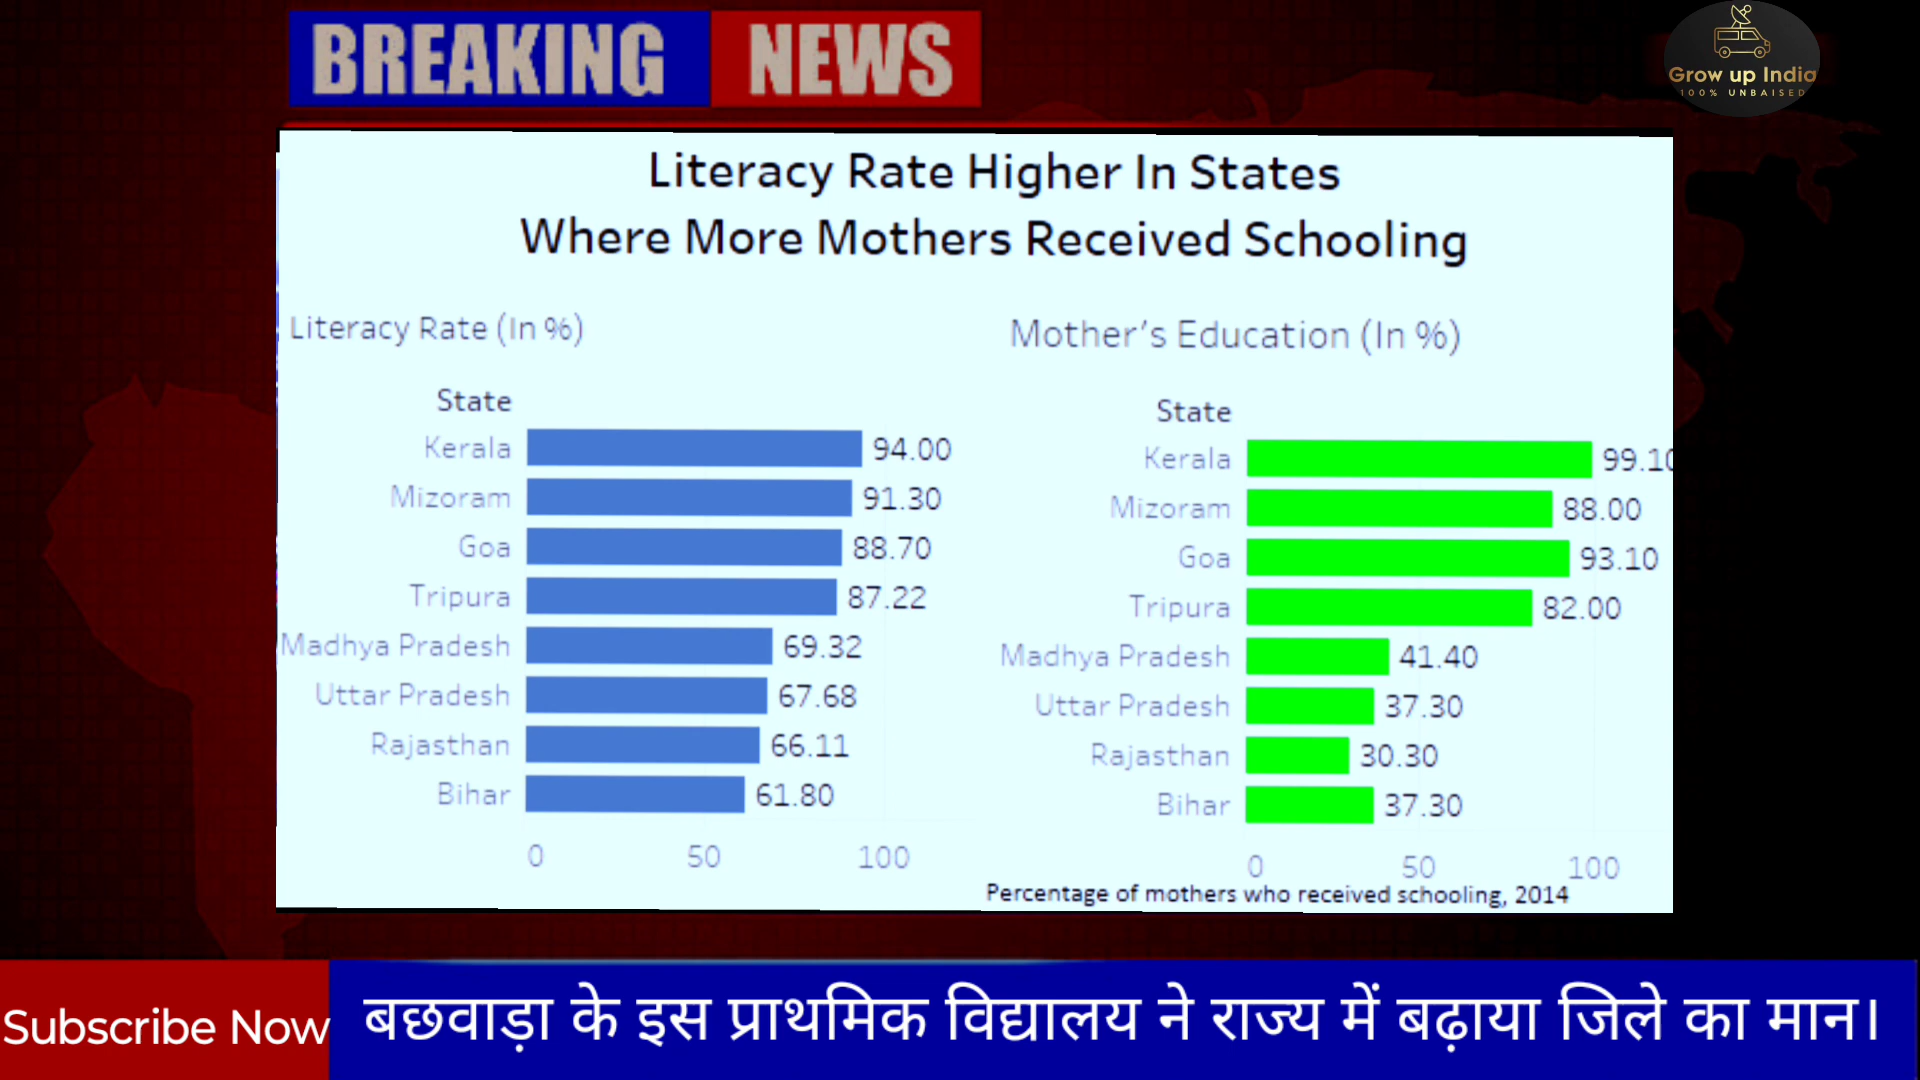 BREAKING NEWS
Grow up India
100% UNBAISED
Literacy Rate Higher In States
Where More Mothers Received Schooling
Literacy Rate (In %)
State
Kerala 94.00
Mizoram 91.30
Goa 88.70
Tripura 87.22
Madhya Pradesh 69.32
Uttar Pradesh 67.68
Rajasthan 66.11
Bihar 61.80
0 50 100
Mother's Education (In %)
State
Kerala 99.10
Mizoram 88.00
Goa 93.10
Tripura 82.00
Madhya Pradesh 41.40
Uttar Pradesh 37.30
Rajasthan 30.30
Bihar 37.30
0 50 100
Percentage of mothers who received schooling, 2014
Subscribe Now
बछवाड़ा के इस प्राथमिक विद्यालय ने राज्य में बढ़ाया जिले का मान।